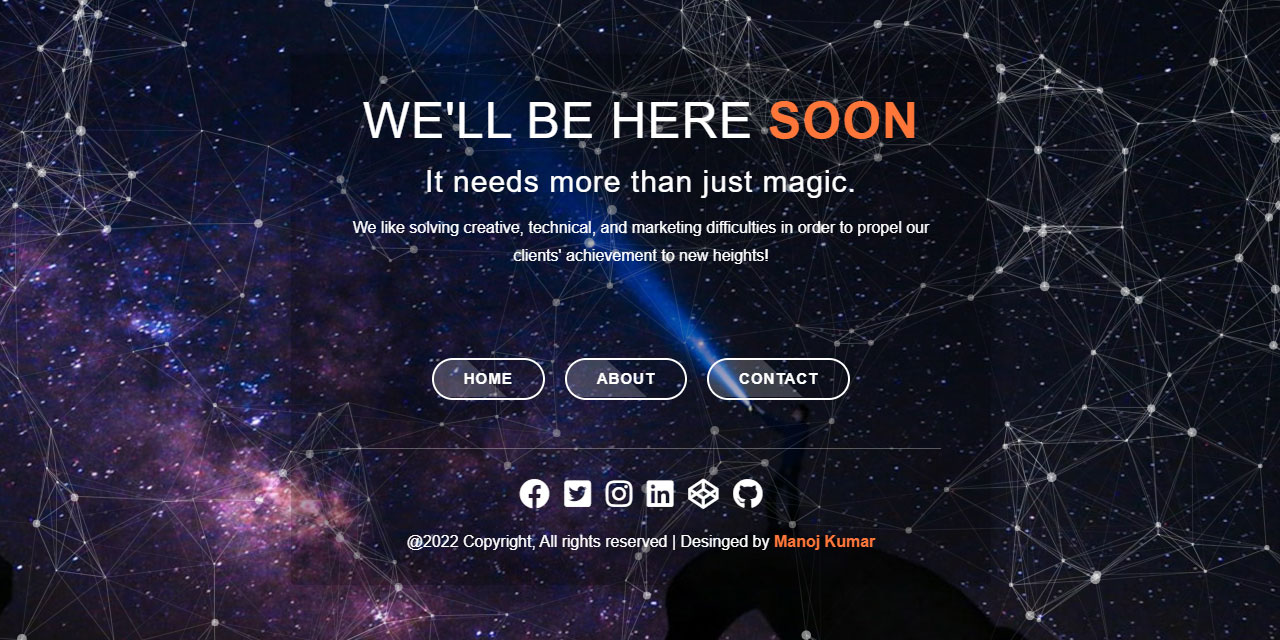 WE'LL BE HERE SOON
It needs more than just magic.
We like solving creative, technical, and marketing difficulties in order to propel our
clients' achievement to new heights!
HOME ABOUT CONTACT
@2022 Copyright, All rights reserved | Desinged by Manoj Kumar